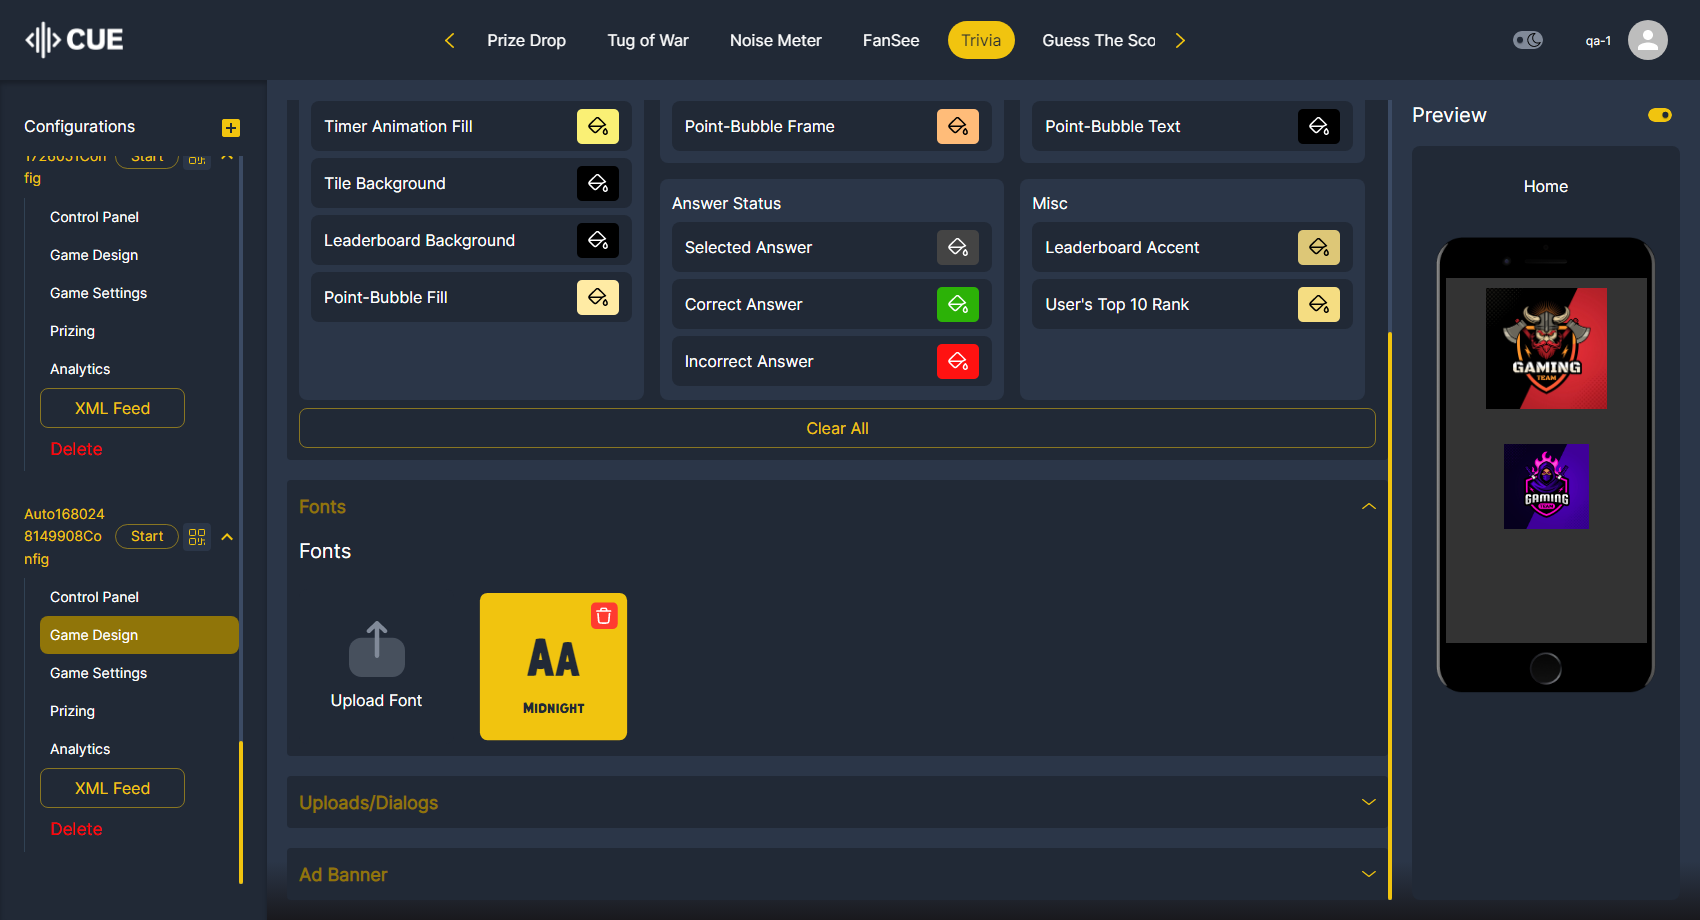 CUE
Prize Drop
Tug of War
Noise Meter
FanSee
Trivia
Guess The Sco
qa-1
Configurations
1726051Con
fig
Start
Control Panel
Game Design
Game Settings
Prizing
Analytics
XML Feed
Delete
Auto168024
8149908Co
nfig
Start
Control Panel
Game Design
Game Settings
Prizing
Analytics
XML Feed
Delete
Timer Animation Fill
Tile Background
Leaderboard Background
Point-Bubble Fill
Point-Bubble Frame
Point-Bubble Text
Answer Status
Selected Answer
Correct Answer
Incorrect Answer
Misc
Leaderboard Accent
User's Top 10 Rank
Clear All
Fonts
Fonts
Upload Font
AA
MIDNIGHT
Uploads/Dialogs
Ad Banner
Preview
Home
GAMING
TEAM
GAMING
TEAM